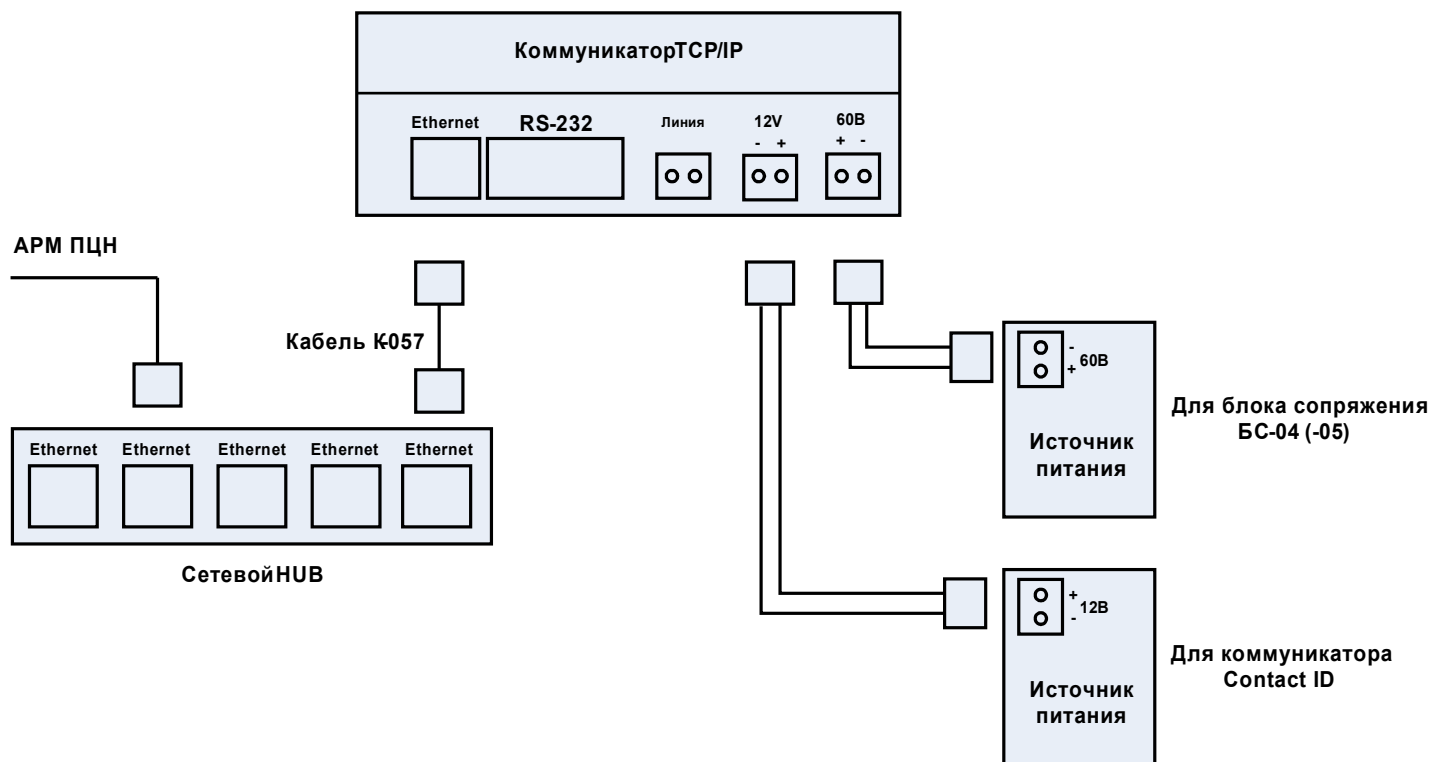 КоммуникаторTCP/IP
Ethernet RS-232 Линия 12V 60В
- + + -
АРМ ПЦН
Кабель К-057
-
+ 60В
Источник
питания
Для блока сопряжения
БС-04 (-05)
Ethernet Ethernet Ethernet Ethernet Ethernet
СетевойHUB
+
- 12В
Источник
питания
Для коммуникатора
Contact ID